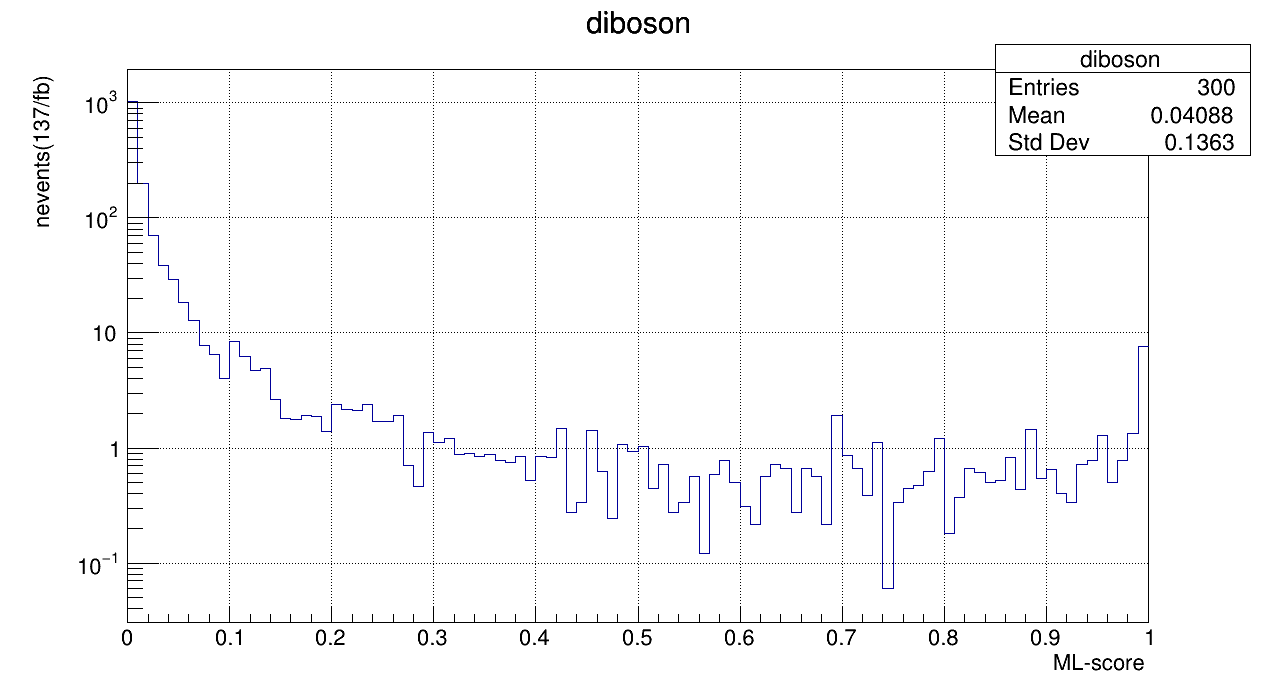 diboson
diboson
Entries 300
Mean 0.04088
Std Dev 0.1363
nevents(137/fb)
10³
10²
10
1
10⁻¹
0 0.1 0.2 0.3 0.4 0.5 0.6 0.7 0.8 0.9 1
ML-score